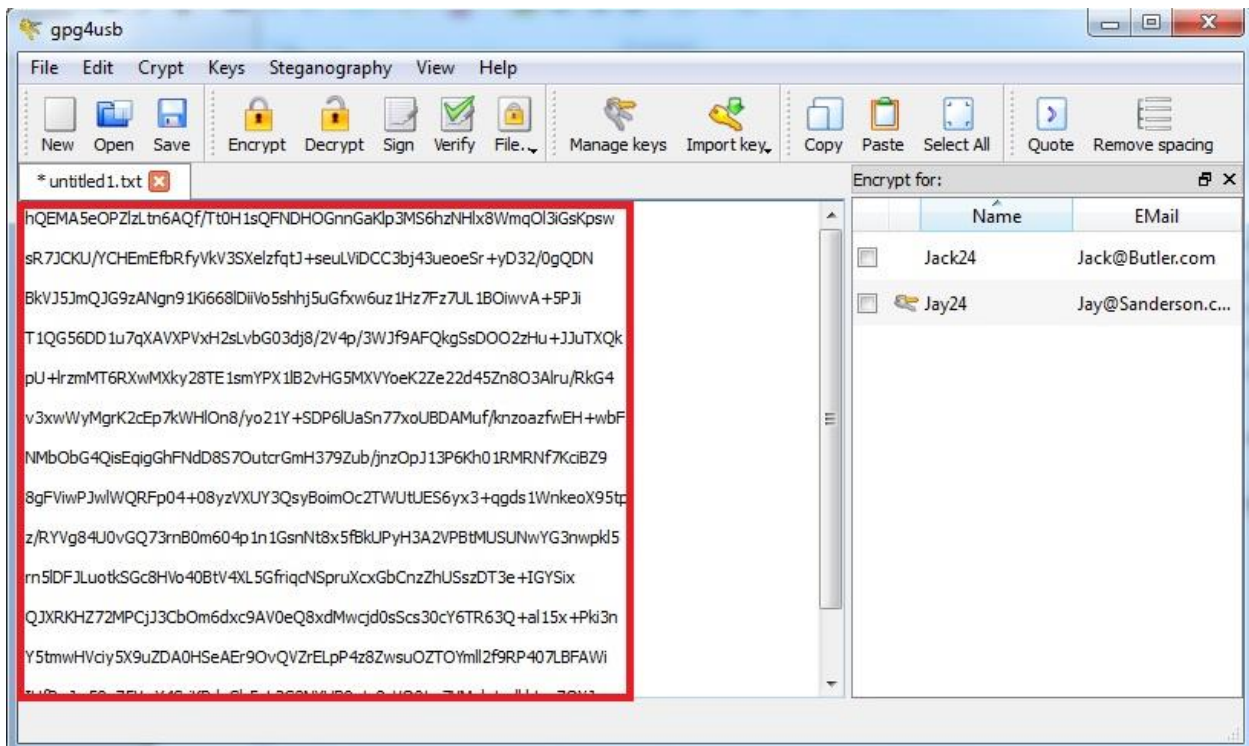 gpg4usb
File Edit Crypt Keys Steganography View Help
New Open Save Encrypt Decrypt Sign Verify File... Manage keys Import key Copy Paste Select All Quote Remove spacing
* untitled1.txt
Encrypt for:
Name EMail
Jack24 Jack@Butler.com
Jay24 Jay@Sanderson.c...
hQEMA5eOPZlzLtn6AQf/Tt0H1sQFNDHOGnnGaKlp3MS6hzNHlx8WmqOl3iGsKpsw
sR7JCKU/YCHEmEfbRfyVkV3SXelzfqtJ+seuLViDCC3bj43ueoeSr+yD32/0gQDN
BkVJ5JmQJG9zANgn91Ki668lDiiVo5shhj5uGfxw6uz1Hz7Fz7UL1BOiwvA+5PJi
T1QG56DD1u7qXAVXPVxH2sLvbG03dj8/2V4p/3WJf9AFQkgSsDOO2zHu+JJuTXQk
pU+lrzmMT6RXwMXky28TE1smYPX1lB2vHG5MXVYoeK2Ze22d45Zn8O3Alru/RkG4
v3xwWyMgrK2cEp7kWHlOn8/yo21Y+SDP6lUaSn77xoUBDAMuf/knzoazfwEH+wbF
NMbObG4QisEqigGhFNdD8S7OutcrGmH379Zub/jnzOpJ13P6Kh01RMRNf7KciBZ9
8gFViwPJwlWQRFp04+08yzVXUY3QsyBoimOc2TWUtUES6yx3+qgds1WnkeoX95tp
z/RYVg84U0vGQ73rnB0m604p1n1GsnNt8x5fBkUPyH3A2VPBtMUSUNwYG3nwpkl5
rn5lDFJLuotkSGc8HVo40BtV4XL5GfriqcNSpruXcxGbCnzZhUSszDT3e+IGYSix
QJXRKHZ72MPCjJ3CbOm6dxc9AV0eQ8xdMwcjd0sScs30cY6TR63Q+al15x+Pki3n
Y5tmwHVciy5X9uZDA0HSeAEr9OvQVZrELpP4z8ZwsuOZTOYmll2f9RP407LBFAWi